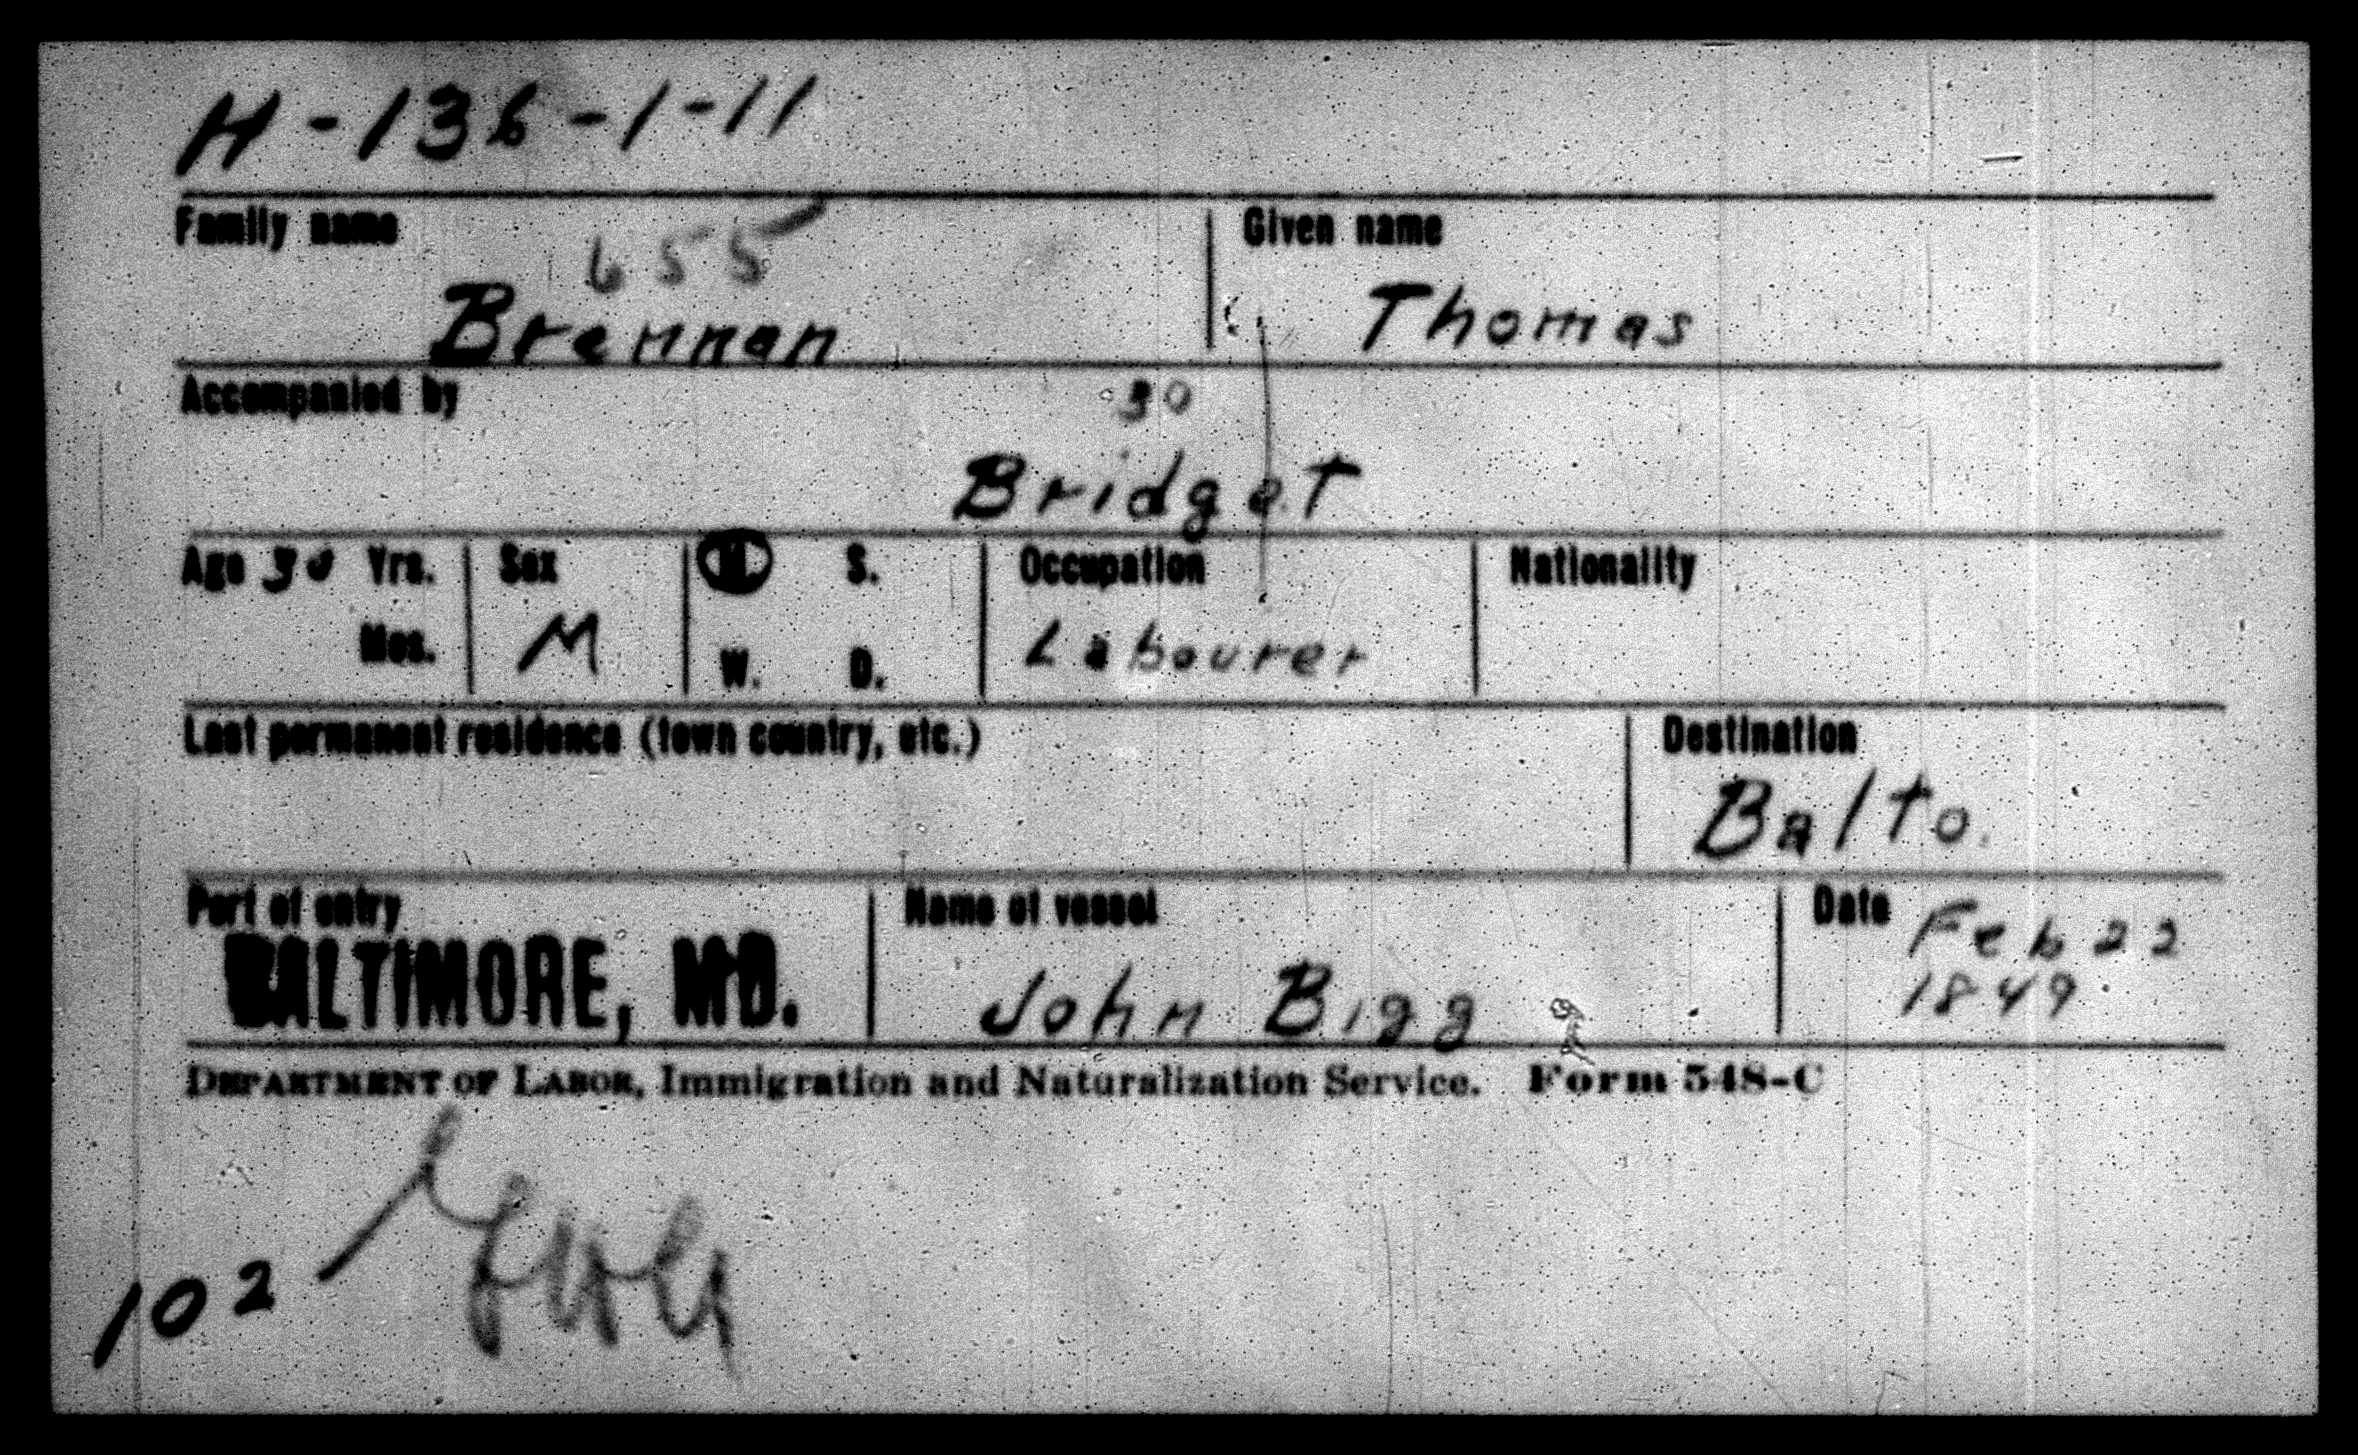 H-136-1-11
Family name 655 Given name
Brennan Thomas
Accompanied by 30
Bridget
Age 30 Yrs. Sex M. S. Occupation Nationality
Mos. M W. D. Labourer
Last permanent residence (town country, etc.) Destination
Balto.
Port of entry Name of vessel Date Feb 22
BALTIMORE, MD. John Bigg 1849
DEPARTMENT OF LABOR, Immigration and Naturalization Service. Form 548-C
102